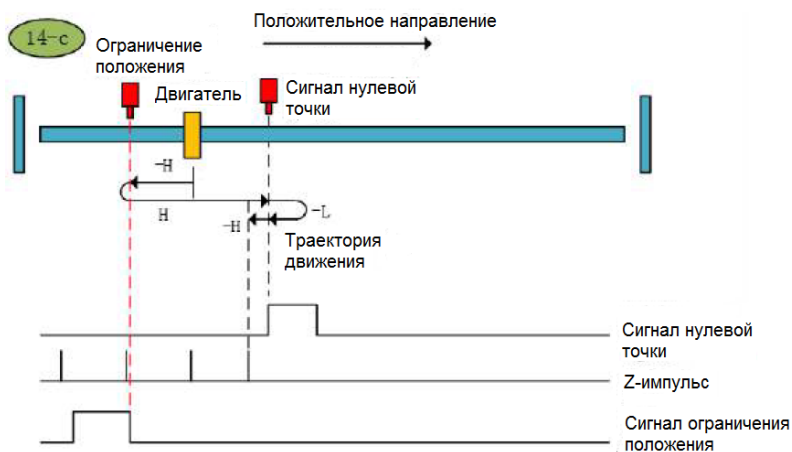 14-c
Положительное направление
Ограничение
положения
Двигатель
Сигнал нулевой
точки
-H
H
-H
-L
Траектория
движения
Сигнал нулевой
точки
Z-импульс
Сигнал ограничения
положения